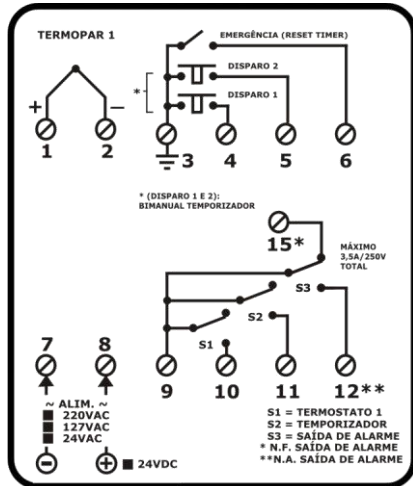 TERMOPAR 1
EMERGÊNCIA (RESET TIMER)
DISPARO 2
*
DISPARO 1
+ −
1 2 3 4 5 6
* (DISPARO 1 E 2):
BIMANUAL TEMPORIZADOR
15*
MÁXIMO
3,5A/250V
TOTAL
S3
S2
S1
7 8 9 10 11 12**
~ ALIM. ~
220VAC
127VAC
24VAC
24VDC
S1 = TERMOSTATO 1
S2 = TEMPORIZADOR
S3 = SAÍDA DE ALARME
* N.F. SAÍDA DE ALARME
**N.A. SAÍDA DE ALARME
− +